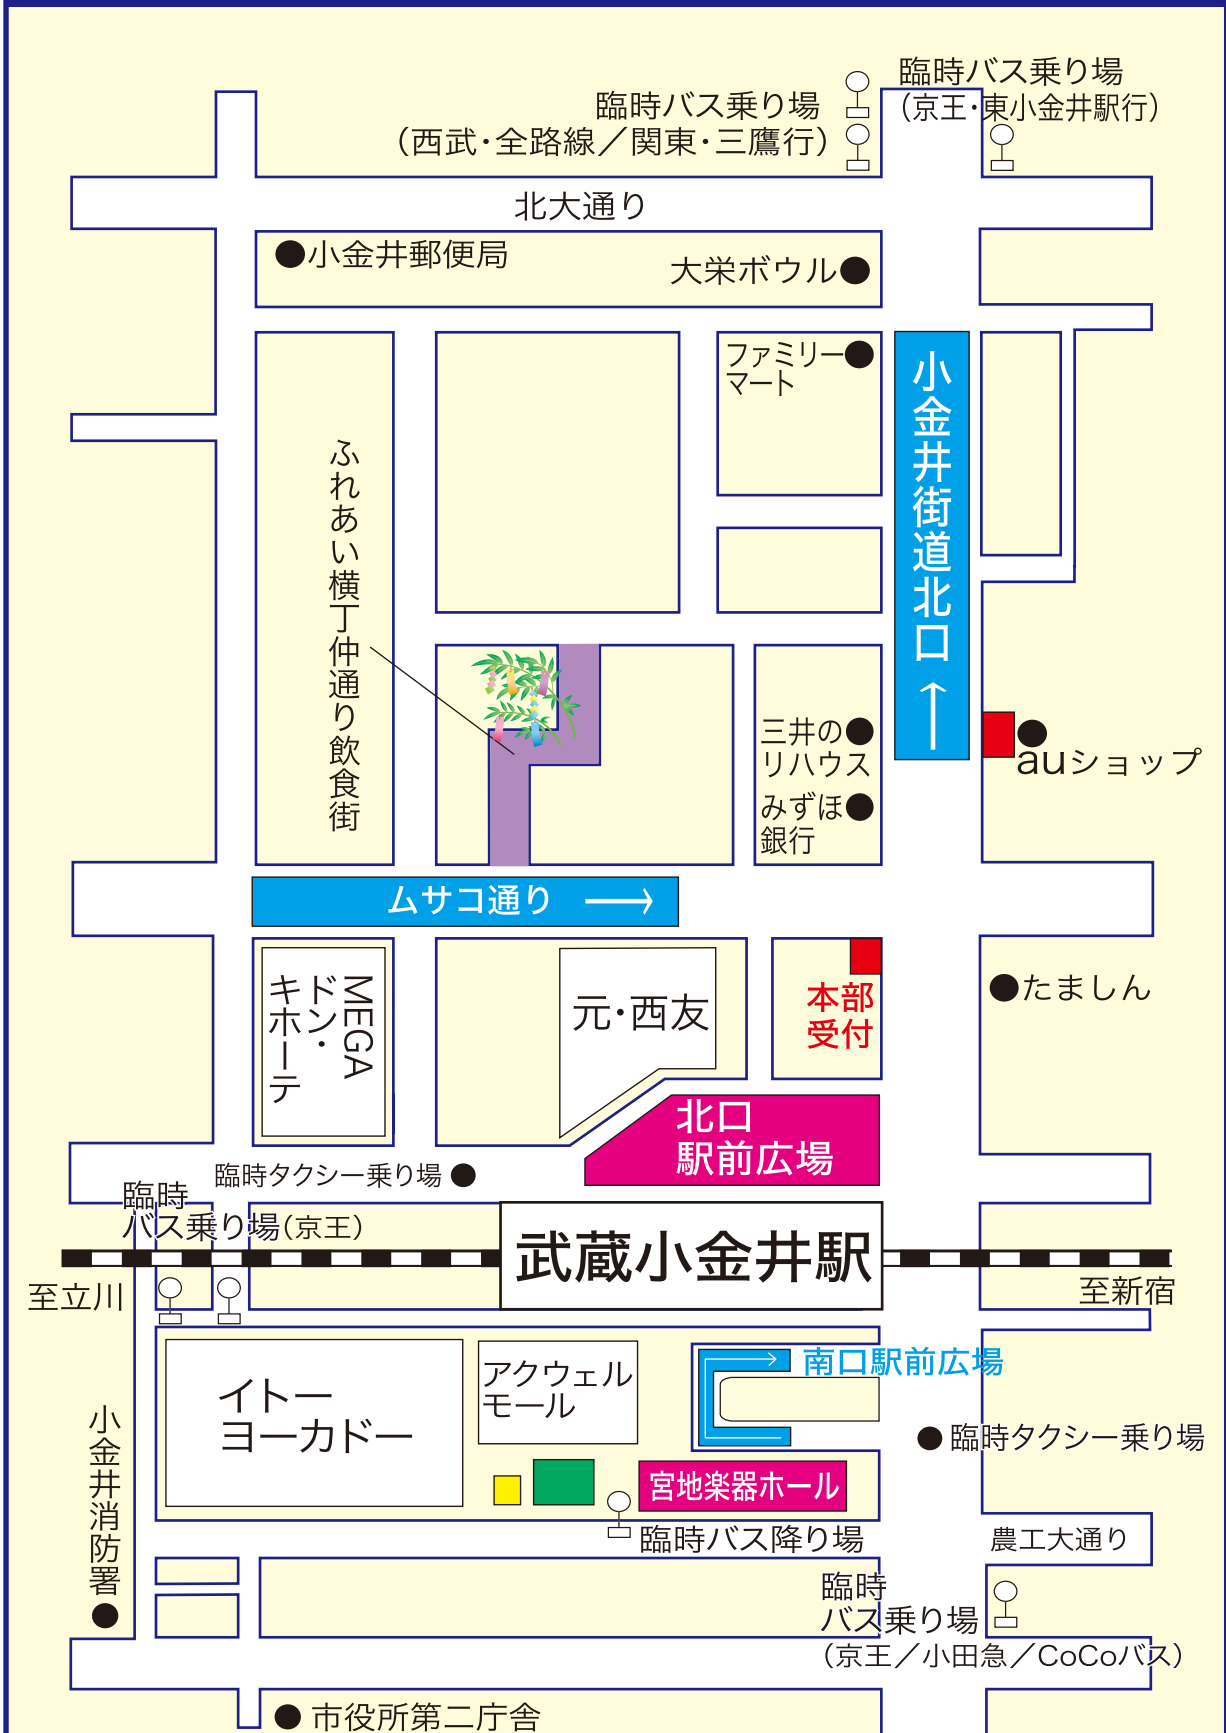 臨時バス乗り場
(京王・東小金井駅行)
臨時バス乗り場
(西武・全路線／関東・三鷹行)
北大通り
●小金井郵便局
大栄ボウル●
ファミリー●
マート
小金井街道北口→
ふれあい横丁仲通り飲食街
三井の●
リハウス
みずほ●
銀行
●
auショップ
ムサコ通り →
MEGA
ドン・
キホーテ
元・西友
本部
受付
●たましん
北口
駅前広場
臨時タクシー乗り場●
臨時
バス乗り場(京王)
武蔵小金井駅
至立川
至新宿
イトー
ヨーカドー
アクウェル
モール
南口駅前広場
小金井消防署●
●臨時タクシー乗り場
宮地楽器ホール
臨時バス降り場
農工大通り
臨時
バス乗り場
(京王／小田急／CoCoバス)
●市役所第二庁舎